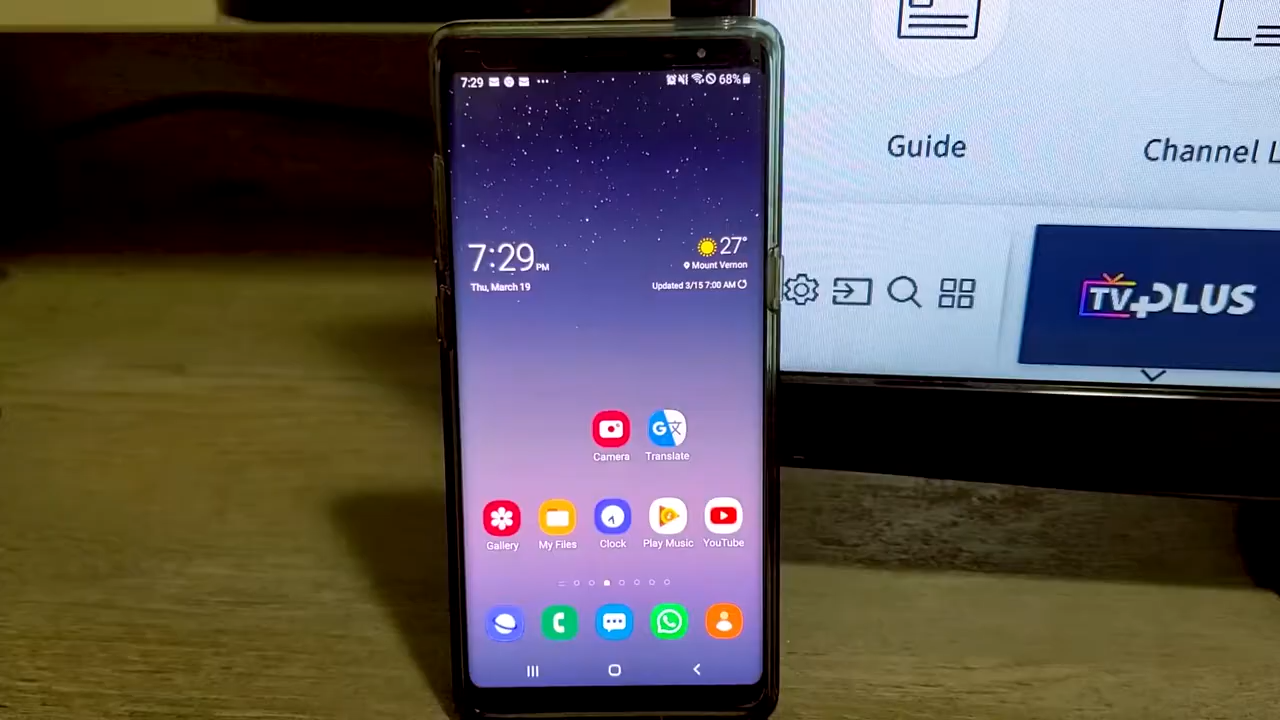 7:29
68%
7:29 PM
Thu, March 19
27°
Mount Vernon
Updated 3/15 7:00 AM
Camera
Translate
Gallery
My Files
Clock
Play Music
YouTube
Guide
Channel L
TV PLUS